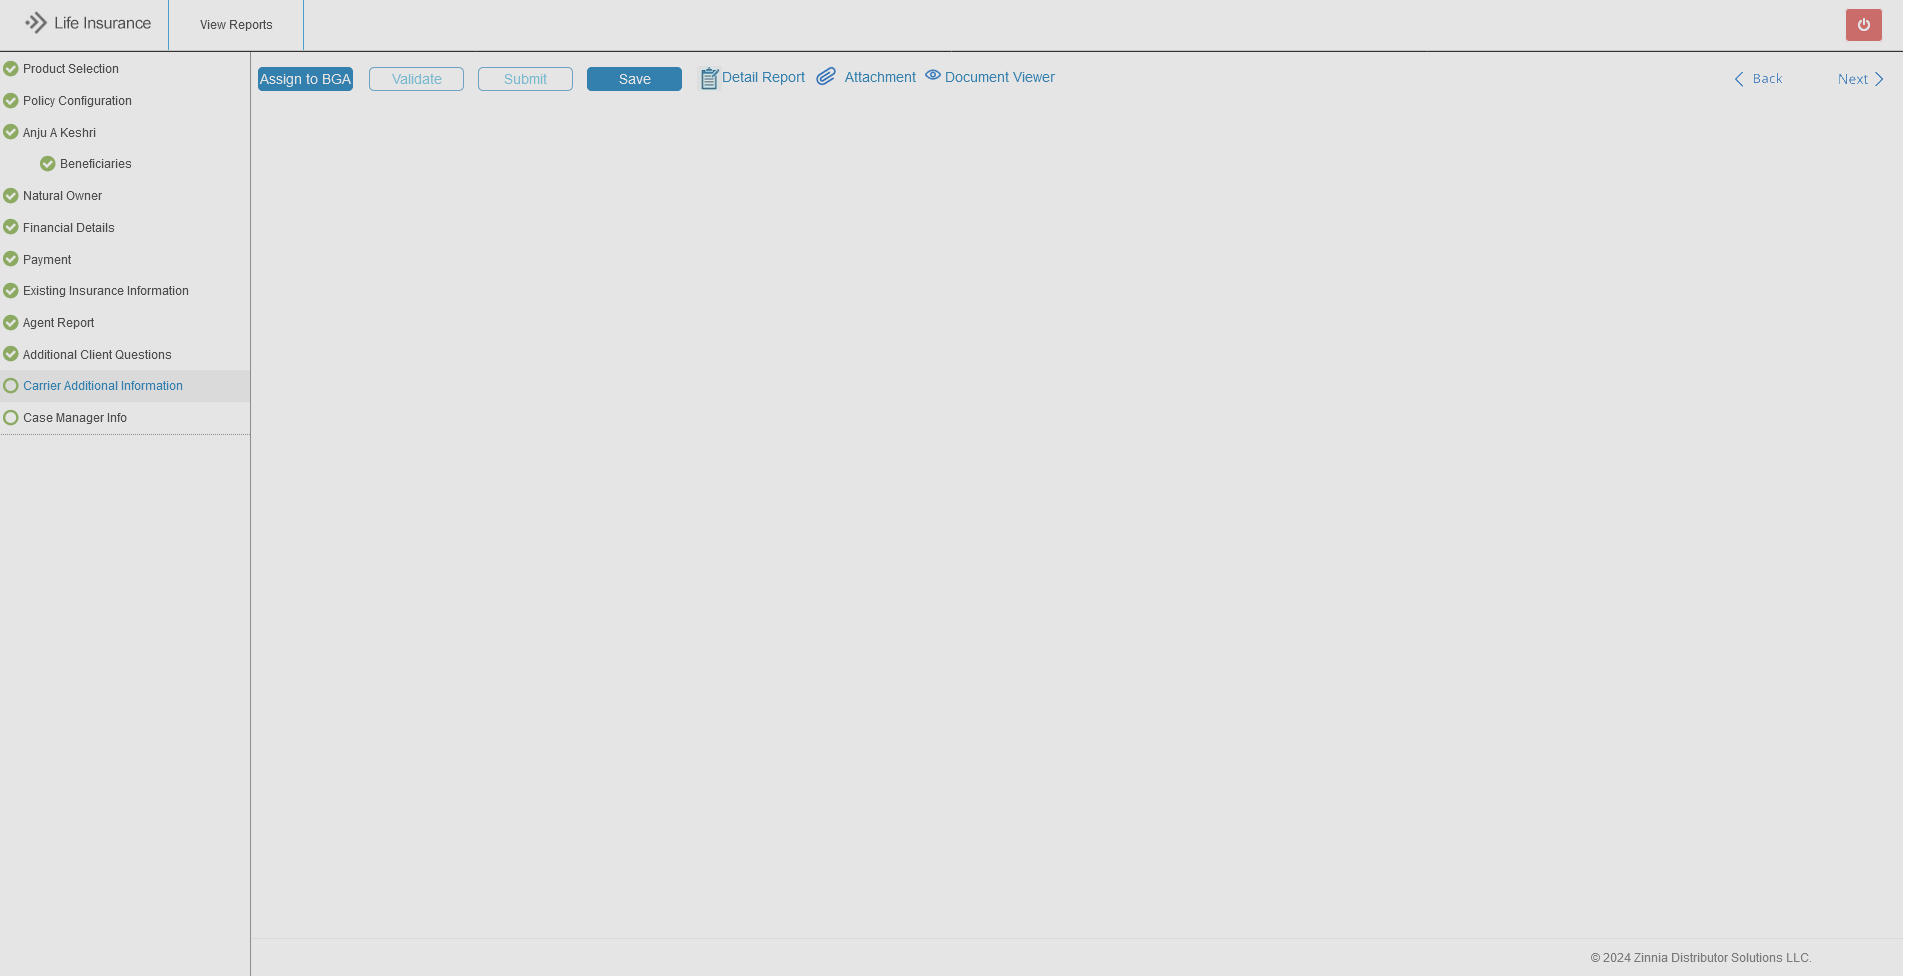 Life Insurance
View Reports
Product Selection
Policy Configuration
Anju A Keshri
Beneficiaries
Natural Owner
Financial Details
Payment
Existing Insurance Information
Agent Report
Additional Client Questions
Carrier Additional Information
Case Manager Info
Assign to BGA
Validate
Submit
Save
Detail Report
Attachment
Document Viewer
Back
Next
© 2024 Zinnia Distributor Solutions LLC.